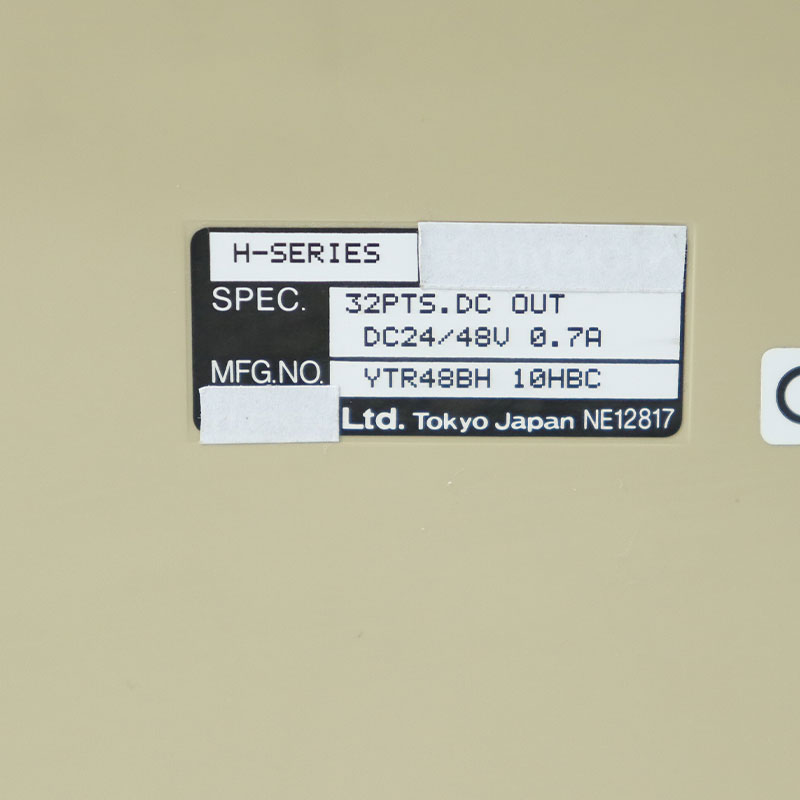 H-SERIES
SPEC. 32PTS.DC OUT
DC24/48V 0.7A
MFG.NO. YTR48BH 10HBC
Ltd. Tokyo Japan NE12817